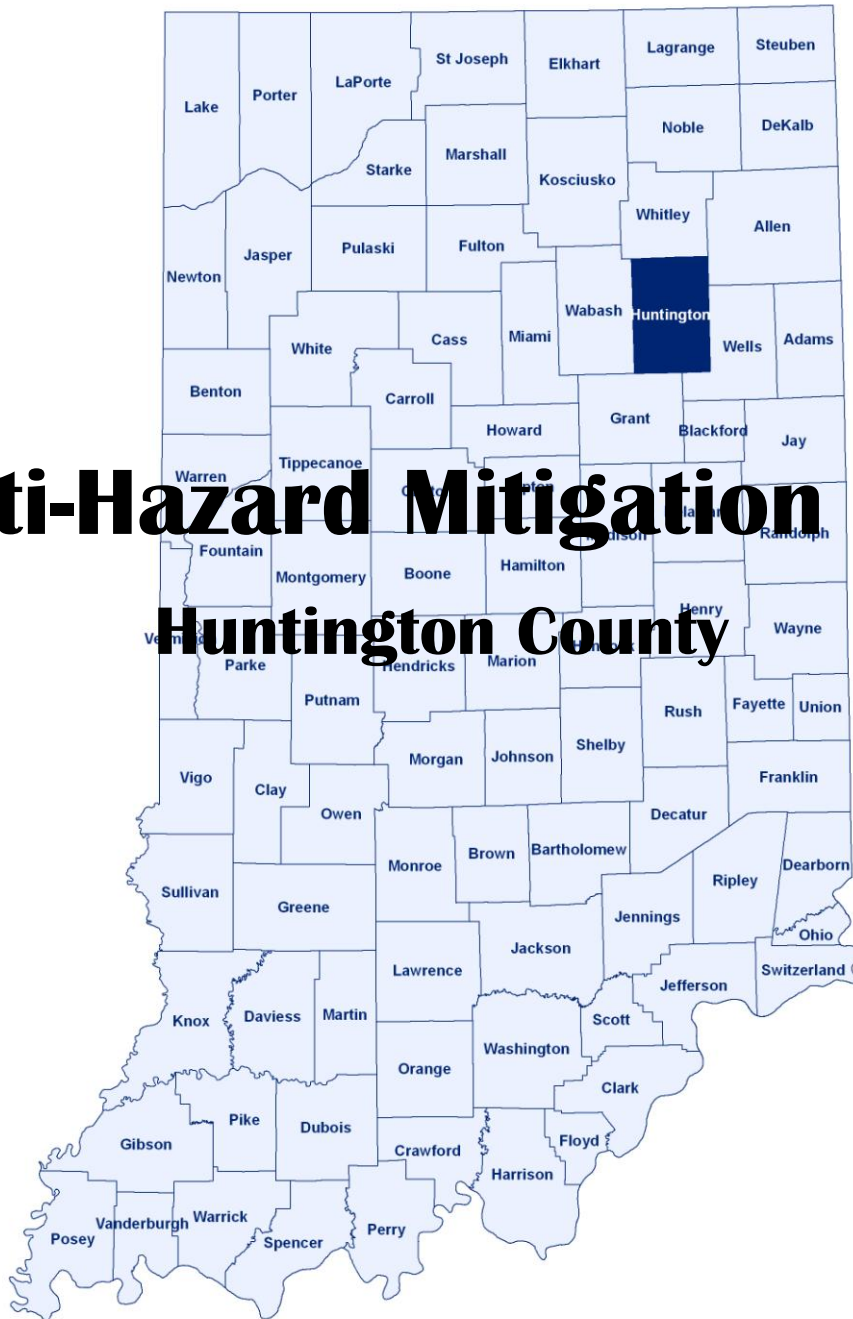 St Joseph
Elkhart
Lagrange
Steuben
Lake
Porter
LaPorte
Noble
DeKalb
Starke
Marshall
Kosciusko
Whitley
Allen
Newton
Jasper
Pulaski
Fulton
Wabash
Huntington
White
Cass
Miami
Wells
Adams
Benton
Carroll
Grant
Howard
Blackford
Jay
Warren
Tippecanoe
ti-Hazard Mitigation
Randolph
Fountain
Montgomery
Boone
Hamilton
Henry
Wayne
Huntington County
Parke
Hendricks
Marion
Putnam
Rush
Fayette
Union
Vigo
Clay
Morgan
Johnson
Shelby
Franklin
Owen
Decatur
Monroe
Brown
Bartholomew
Dearborn
Sullivan
Greene
Ripley
Jennings
Ohio
Jackson
Lawrence
Switzerland
Jefferson
Knox
Daviess
Martin
Scott
Washington
Orange
Clark
Pike
Dubois
Gibson
Floyd
Crawford
Harrison
Posey
Vanderburgh
Warrick
Spencer
Perry